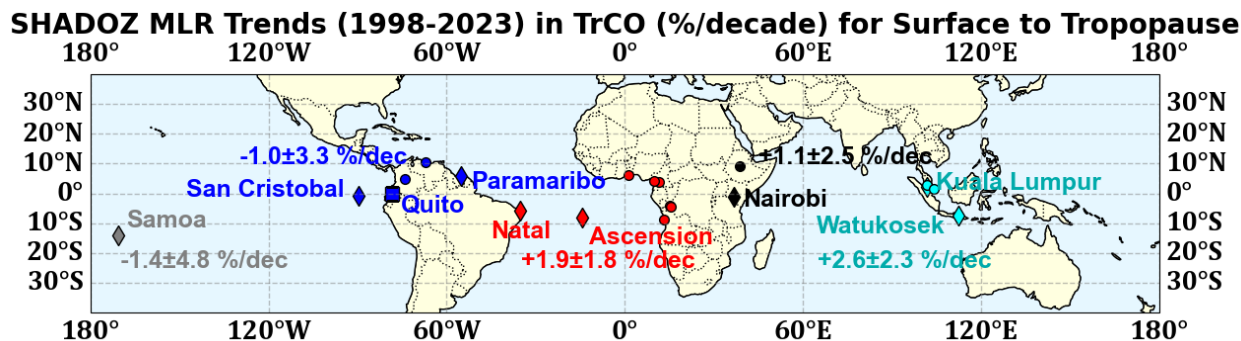 SHADOZ MLR Trends (1998-2023) in TrCO (%/decade) for Surface to Tropopause
180° 120°W 60°W 0° 60°E 120°E 180°
30°N 30°N
20°N 20°N
10°N -1.0±3.3 %/dec +1.1±2.5 %/dec 10°N
0° San Cristobal Quito Paramaribo Nairobi Kuala Lumpur 0°
10°S Samoa Natal Ascension Watukosek 10°S
20°S -1.4±4.8 %/dec +1.9±1.8 %/dec +2.6±2.3 %/dec 20°S
30°S 30°S
180° 120°W 60°W 0° 60°E 120°E 180°